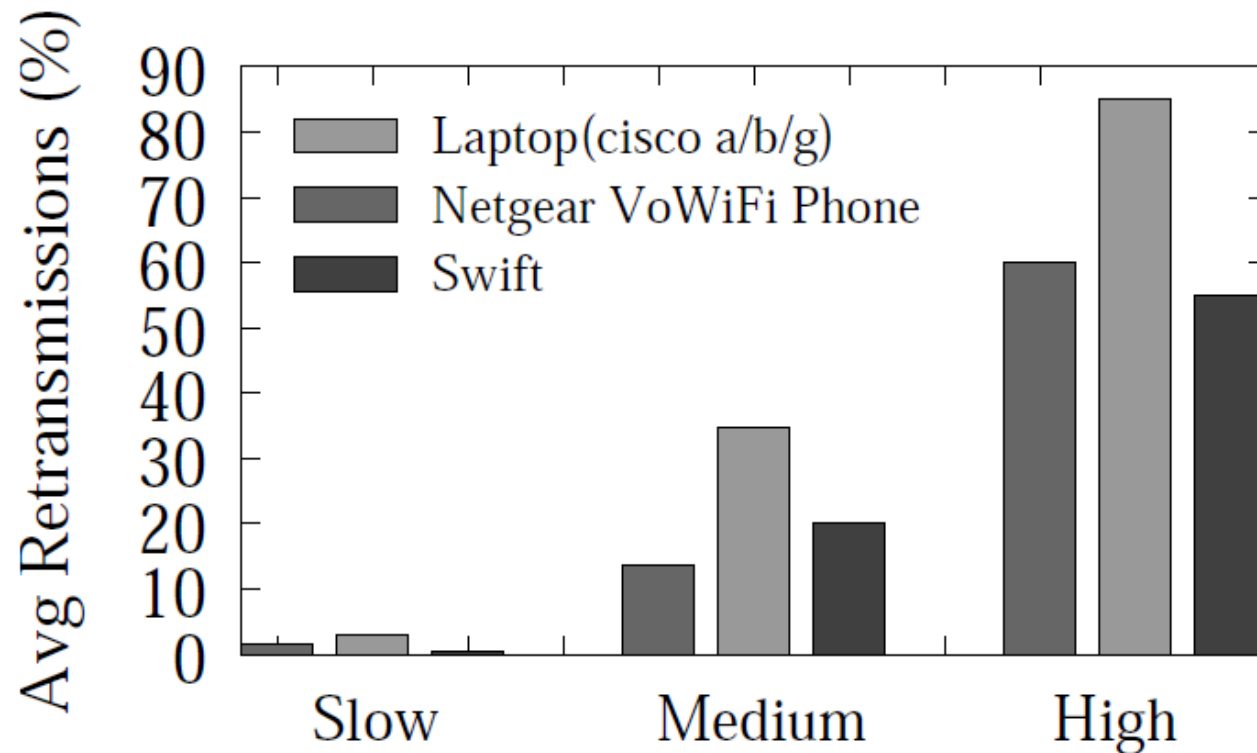 Avg Retransmissions (%)
90
80
70
60
50
40
30
20
10
0
Laptop(cisco a/b/g)
Netgear VoWiFi Phone
Swift
Slow Medium High